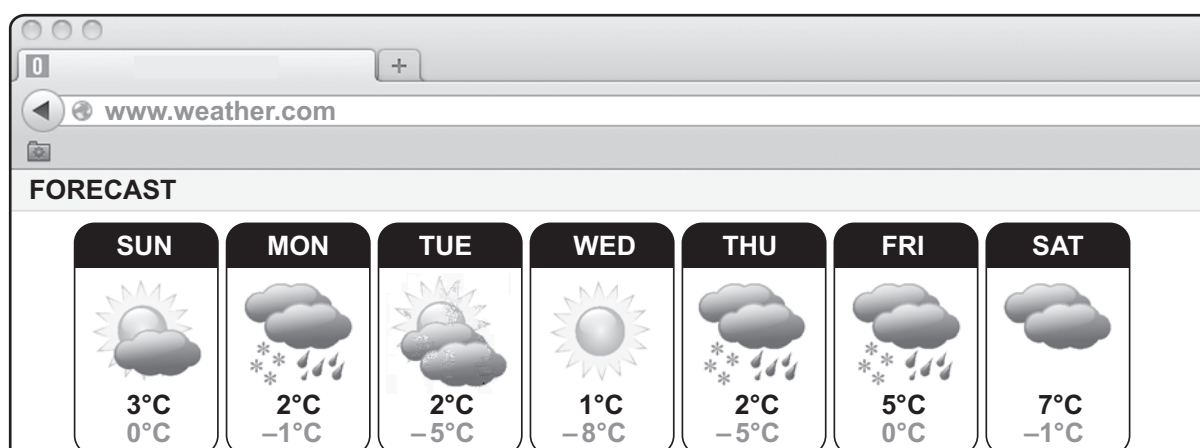 0
+
www.weather.com
FORECAST
SUN MON TUE WED THU FRI SAT
3°C 2°C 2°C 1°C 2°C 5°C 7°C
0°C –1°C –5°C –8°C –5°C 0°C –1°C